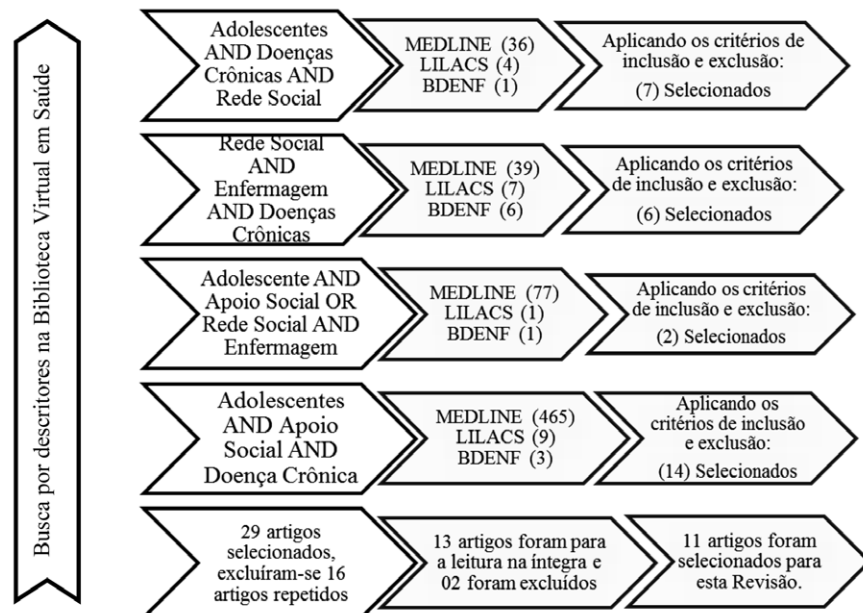 Busca por descritores na Biblioteca Virtual em Saúde
Adolescentes
AND Doenças
Crônicas AND
Rede Social
MEDLINE (36)
LILACS (4)
BDENF (1)
Aplicando os critérios de
inclusão e exclusão:
(7) Selecionados
Rede Social
AND
Enfermagem
AND Doenças
Crônicas
MEDLINE (39)
LILACS (7)
BDENF (6)
Aplicando os critérios
de inclusão e exclusão:
(6) Selecionados
Adolescente AND
Apoio Social OR
Rede Social AND
Enfermagem
MEDLINE (77)
LILACS (1)
BDENF (1)
Aplicando os critérios
de inclusão e exclusão:
(2) Selecionados
Adolescentes
AND Apoio
Social AND
Doença Crônica
MEDLINE (465)
LILACS (9)
BDENF (3)
Aplicando os
critérios de inclusão
e exclusão:
(14) Selecionados
29 artigos
selecionados,
excluíram-se 16
artigos repetidos
13 artigos foram para
a leitura na íntegra e
02 foram excluídos
11 artigos foram
selecionados para
esta Revisão.